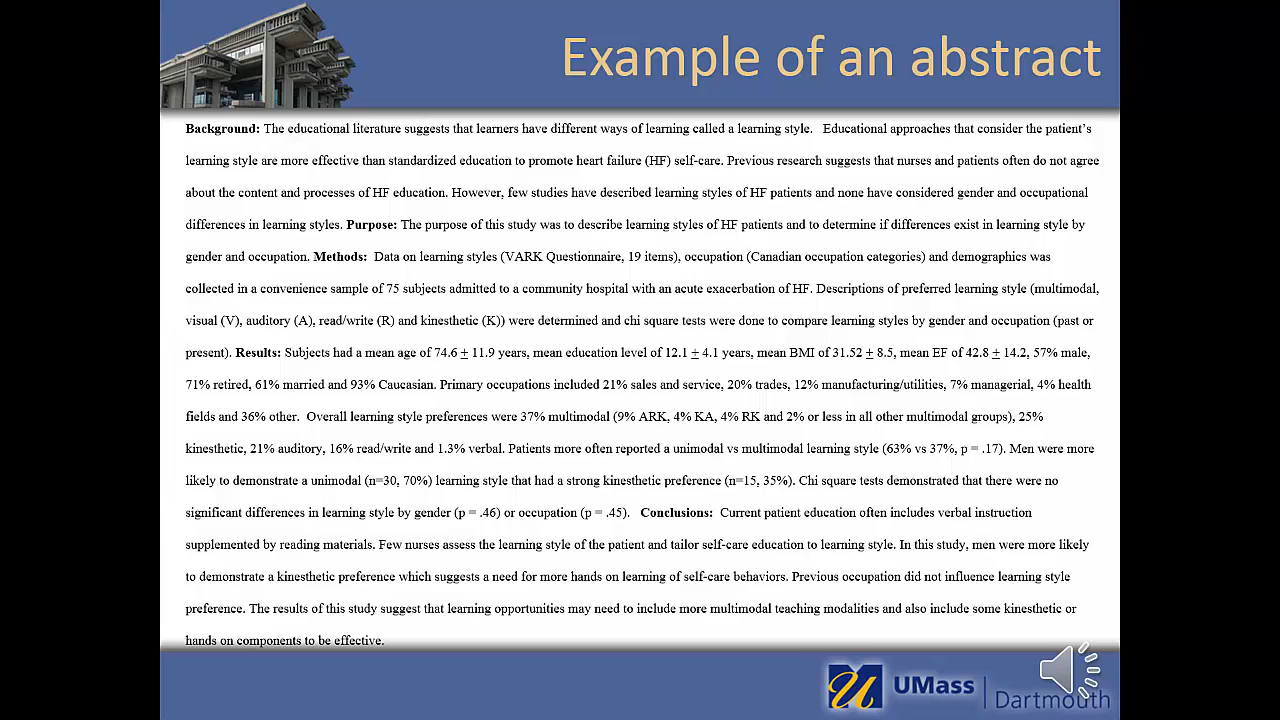 Example of an abstract
Background: The educational literature suggests that learners have different ways of learning called a learning style. Educational approaches that consider the patient's
learning style are more effective than standardized education to promote heart failure (HF) self-care. Previous research suggests that nurses and patients often do not agree
about the content and processes of HF education. However, few studies have described learning styles of HF patients and none have considered gender and occupational
differences in learning styles. Purpose: The purpose of this study was to describe learning styles of HF patients and to determine if differences exist in learning style by
gender and occupation. Methods: Data on learning styles (VARK Questionnaire, 19 items), occupation (Canadian occupation categories) and demographics was
collected in a convenience sample of 75 subjects admitted to a community hospital with an acute exacerbation of HF. Descriptions of preferred learning style (multimodal,
visual (V), auditory (A), read/write (R) and kinesthetic (K)) were determined and chi square tests were done to compare learning styles by gender and occupation (past or
present). Results: Subjects had a mean age of 74.6 ± 11.9 years, mean education level of 12.1 ± 4.1 years, mean BMI of 31.52 ± 8.5, mean EF of 42.8 ± 14.2, 57% male,
71% retired, 61% married and 93% Caucasian. Primary occupations included 21% sales and service, 20% trades, 12% manufacturing/utilities, 7% managerial, 4% health
fields and 36% other. Overall learning style preferences were 37% multimodal (9% ARK, 4% KA, 4% RK and 2% or less in all other multimodal groups), 25%
kinesthetic, 21% auditory, 16% read/write and 1.3% verbal. Patients more often reported a unimodal vs multimodal learning style (63% vs 37%, p = .17). Men were more
likely to demonstrate a unimodal (n=30, 70%) learning style that had a strong kinesthetic preference (n=15, 35%). Chi square tests demonstrated that there were no
significant differences in learning style by gender (p = .46) or occupation (p = .45). Conclusions: Current patient education often includes verbal instruction
supplemented by reading materials. Few nurses assess the learning style of the patient and tailor self-care education to learning style. In this study, men were more likely
to demonstrate a kinesthetic preference which suggests a need for more hands on learning of self-care behaviors. Previous occupation did not influence learning style
preference. The results of this study suggest that learning opportunities may need to include more multimodal teaching modalities and also include some kinesthetic or
hands on components to be effective.
UMass
Dartmouth